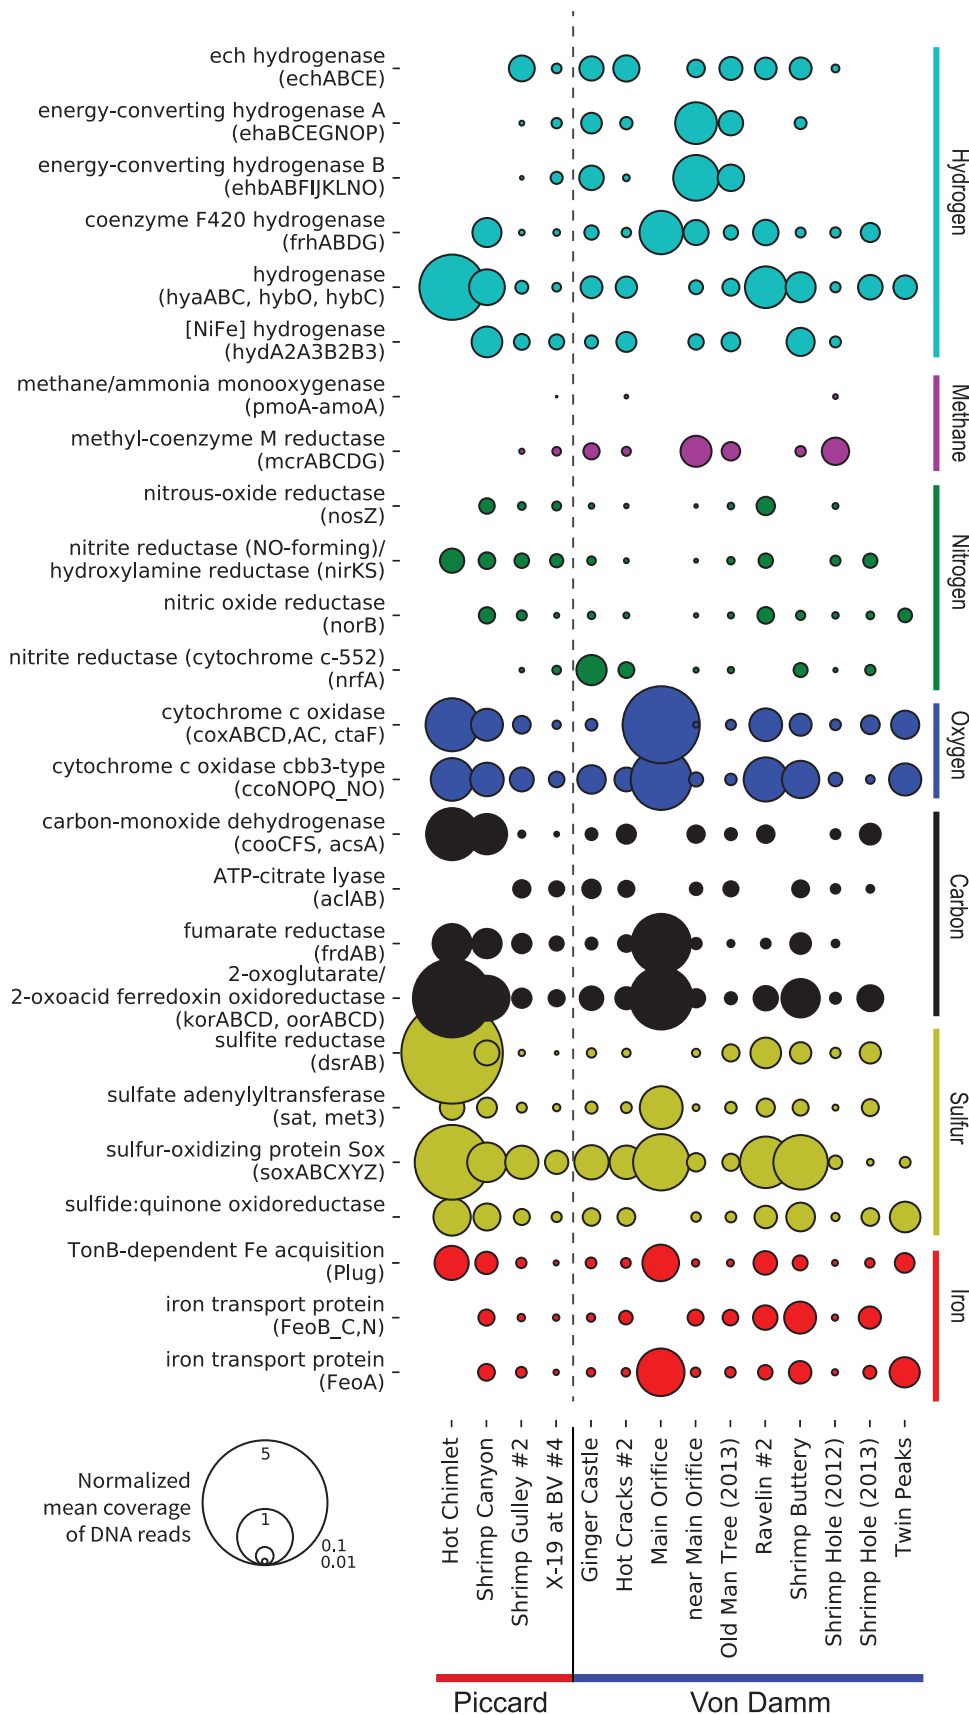 ech hydrogenase
(echABCE)
energy-converting hydrogenase A
(ehaBCEGNOP)
energy-converting hydrogenase B
(ehbABFIJKLNO)
coenzyme F420 hydrogenase
(frhABDG)
hydrogenase
(hyaABC, hybO, hybC)
[NiFe] hydrogenase
(hydA2A3B2B3)
Hydrogen
methane/ammonia monooxygenase
(pmoA-amoA)
methyl-coenzyme M reductase
(mcrABCDG)
Methane
nitrous-oxide reductase
(nosZ)
nitrite reductase (NO-forming)/
hydroxylamine reductase (nirKS)
nitric oxide reductase
(norB)
nitrite reductase (cytochrome c-552)
(nrfA)
Nitrogen
cytochrome c oxidase
(coxABCD,AC, ctaF)
cytochrome c oxidase cbb3-type
(ccoNOPQ_NO)
Oxygen
carbon-monoxide dehydrogenase
(cooCFS, acsA)
ATP-citrate lyase
(aclAB)
fumarate reductase
(frdAB)
2-oxoglutarate/
2-oxoacid ferredoxin oxidoreductase
(korABCD, oorABCD)
Carbon
sulfite reductase
(dsrAB)
sulfate adenylyltransferase
(sat, met3)
sulfur-oxidizing protein Sox
(soxABCXYZ)
sulfide:quinone oxidoreductase
Sulfur
TonB-dependent Fe acquisition
(Plug)
iron transport protein
(FeoB_C,N)
iron transport protein
(FeoA)
Iron
Normalized
mean coverage
of DNA reads
5
1
0.1
0.01
Hot Chimlet
Shrimp Canyon
Shrimp Gulley #2
X-19 at BV #4
Ginger Castle
Hot Cracks #2
Main Orifice
near Main Orifice
Old Man Tree (2013)
Ravelin #2
Shrimp Buttery
Shrimp Hole (2012)
Shrimp Hole (2013)
Twin Peaks
Piccard
Von Damm